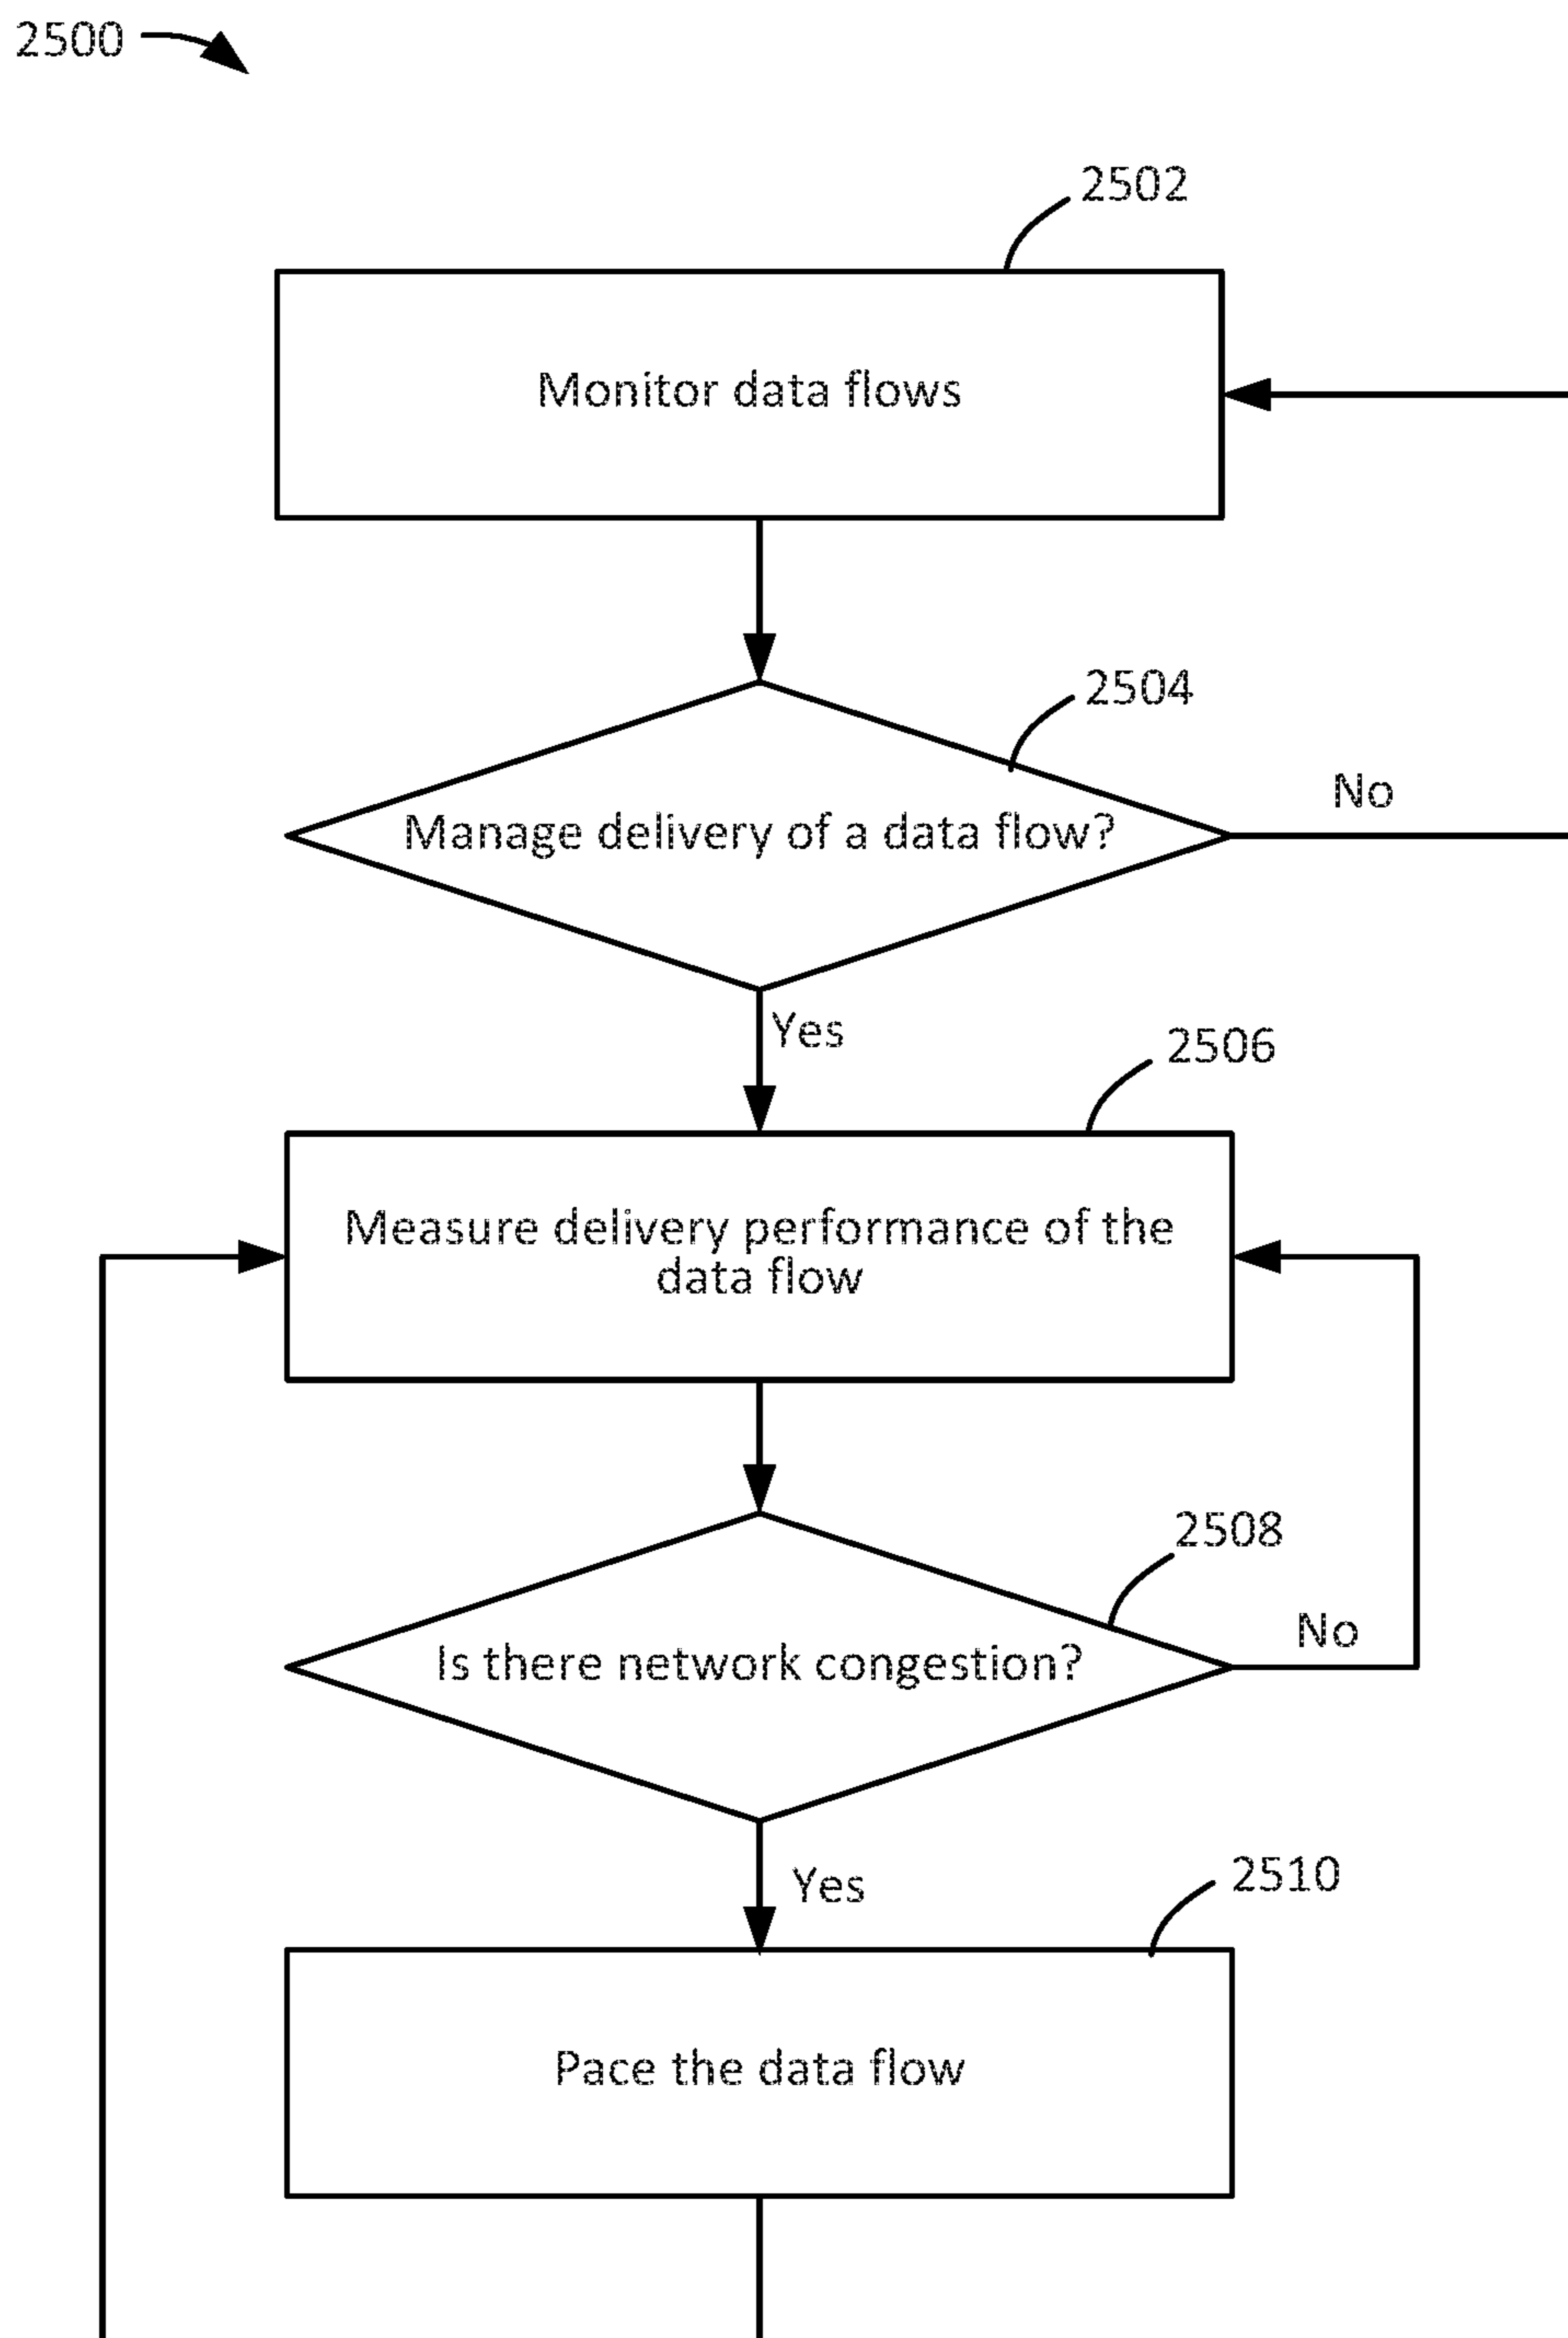 2500
2502
Monitor data flows
2504
No
Manage delivery of a data flow?
Yes
2506
Measure delivery performance of the
data flow
2508
No
Is there network congestion?
Yes
2510
Pace the data flow